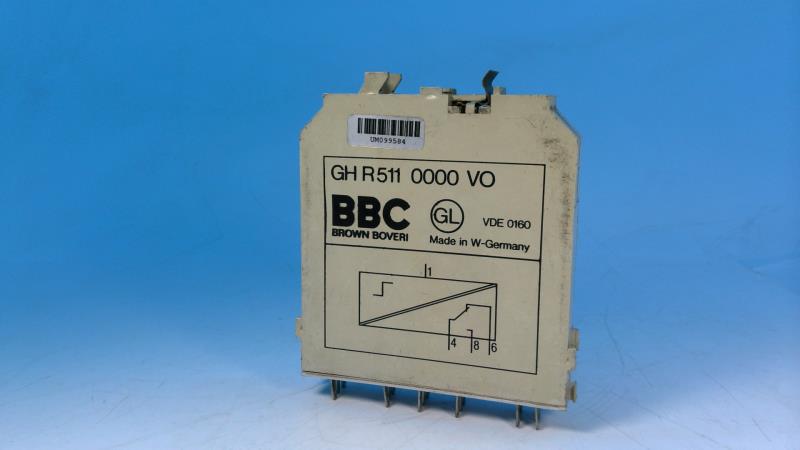 UM099584
GH R511 0000 VO
BBC GL VDE 0160
BROWN BOVERI Made in W-Germany
1
4 8 6